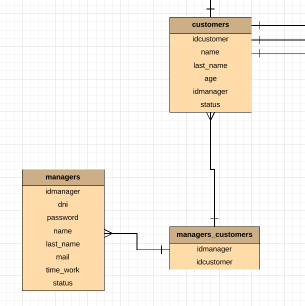 customers
idcustomer
name
last_name
age
idmanager
status
managers
idmanager
dni
password
name
last_name
mail
time_work
status
managers_customers
idmanager
idcustomer